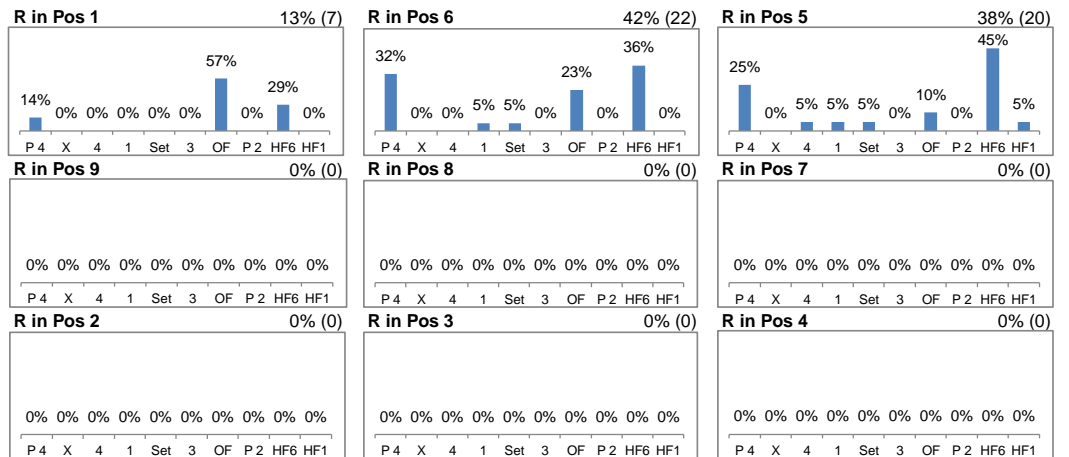 R in Pos 1 13% (7)
57%
29%
14%
0% 0% 0% 0% 0% 0% 0%
P 4 X 4 1 Set 3 OF P 2 HF6 HF1
R in Pos 6 42% (22)
36%
32%
23%
0% 0% 5% 5% 0% 0% 0%
P 4 X 4 1 Set 3 OF P 2 HF6 HF1
R in Pos 5 38% (20)
45%
25%
10%
0% 5% 5% 5% 0% 0% 5%
P 4 X 4 1 Set 3 OF P 2 HF6 HF1
R in Pos 9 0% (0)
0% 0% 0% 0% 0% 0% 0% 0% 0% 0%
P 4 X 4 1 Set 3 OF P 2 HF6 HF1
R in Pos 8 0% (0)
0% 0% 0% 0% 0% 0% 0% 0% 0% 0%
P 4 X 4 1 Set 3 OF P 2 HF6 HF1
R in Pos 7 0% (0)
0% 0% 0% 0% 0% 0% 0% 0% 0% 0%
P 4 X 4 1 Set 3 OF P 2 HF6 HF1
R in Pos 2 0% (0)
0% 0% 0% 0% 0% 0% 0% 0% 0% 0%
P 4 X 4 1 Set 3 OF P 2 HF6 HF1
R in Pos 3 0% (0)
0% 0% 0% 0% 0% 0% 0% 0% 0% 0%
P 4 X 4 1 Set 3 OF P 2 HF6 HF1
R in Pos 4 0% (0)
0% 0% 0% 0% 0% 0% 0% 0% 0% 0%
P 4 X 4 1 Set 3 OF P 2 HF6 HF1